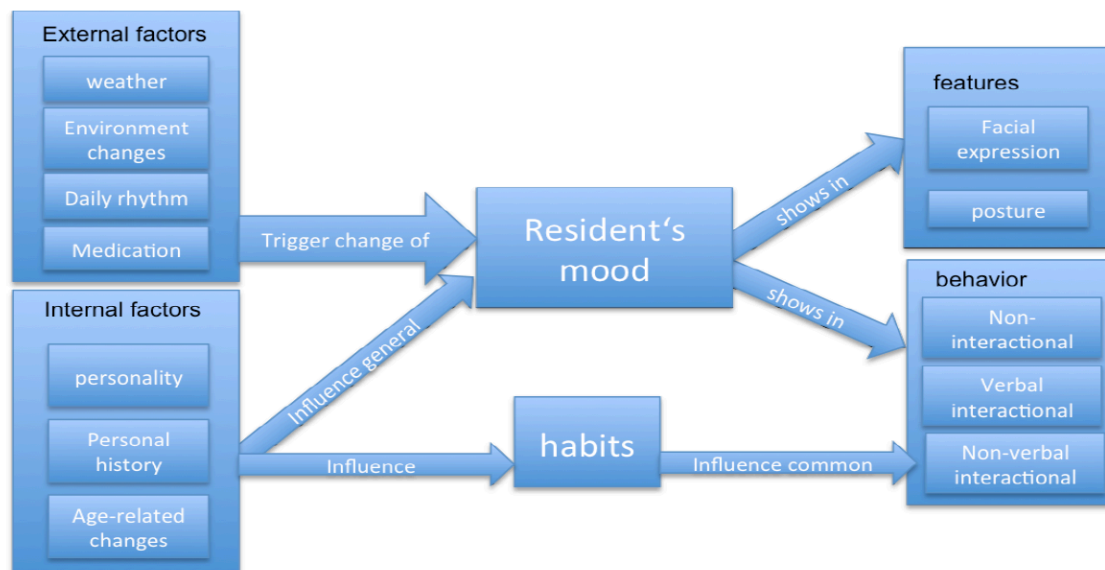 External factors
weather
Environment
changes
Daily rhythm
Medication
Internal factors
personality
Personal
history
Age-related
changes
Trigger change of
Influence general
Influence
Resident‘s
mood
habits
shows in
shows in
Influence common
features
Facial
expression
posture
behavior
Non-
interactional
Verbal
interactional
Non-verbal
interactional